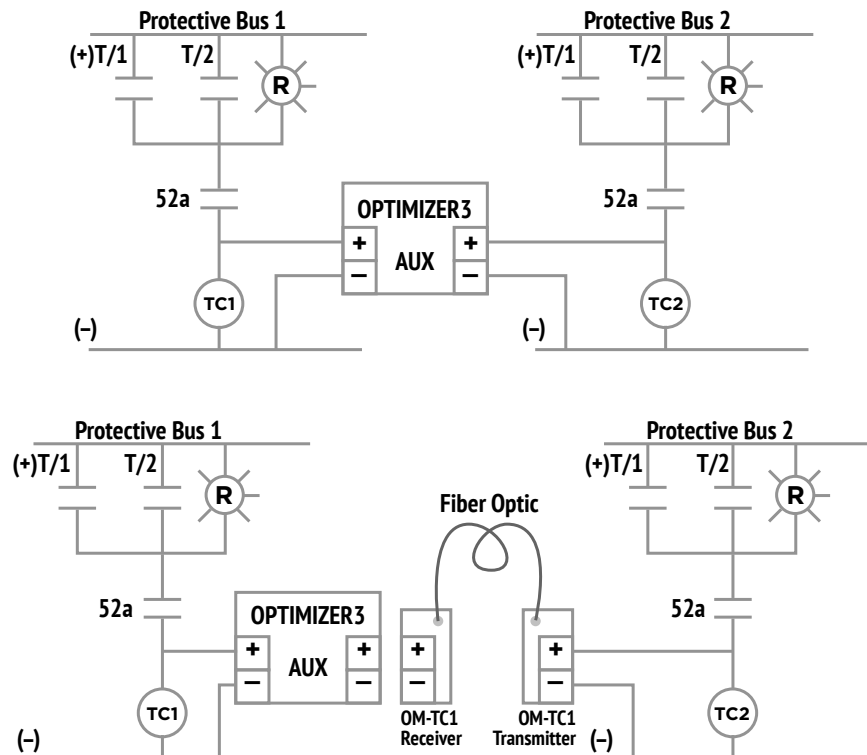 Protective Bus 1
Protective Bus 2
(+)T/1 T/2
R
(+)T/1 T/2
R
52a
52a
OPTIMIZER3
+ AUX +
– –
TC1
TC2
(–)
(–)
Protective Bus 1
Protective Bus 2
(+)T/1 T/2
R
(+)T/1 T/2
R
Fiber Optic
52a
52a
OPTIMIZER3
+ AUX +
– –
+
–
+
–
TC1
OM-TC1
Receiver
OM-TC1
Transmitter
TC2
(–)
(–)